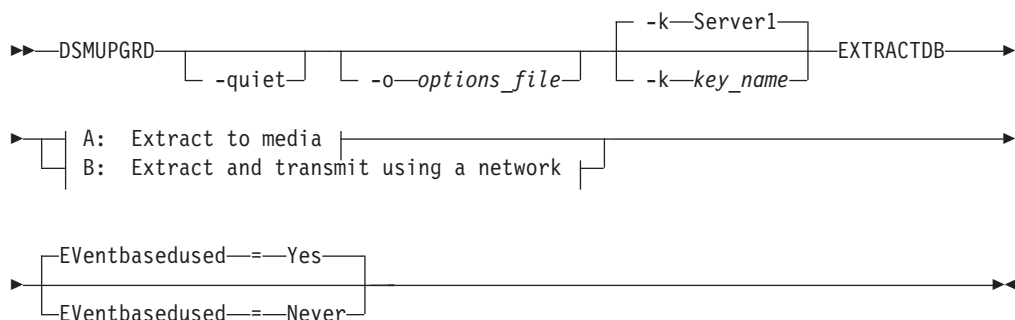 -k—Server1
DSMUPGRD EXTRACTDB
-quiet -o—options_file -k—key_name
A: Extract to media
B: Extract and transmit using a network
EVentbasedused—=—Yes
EVentbasedused—=—Never